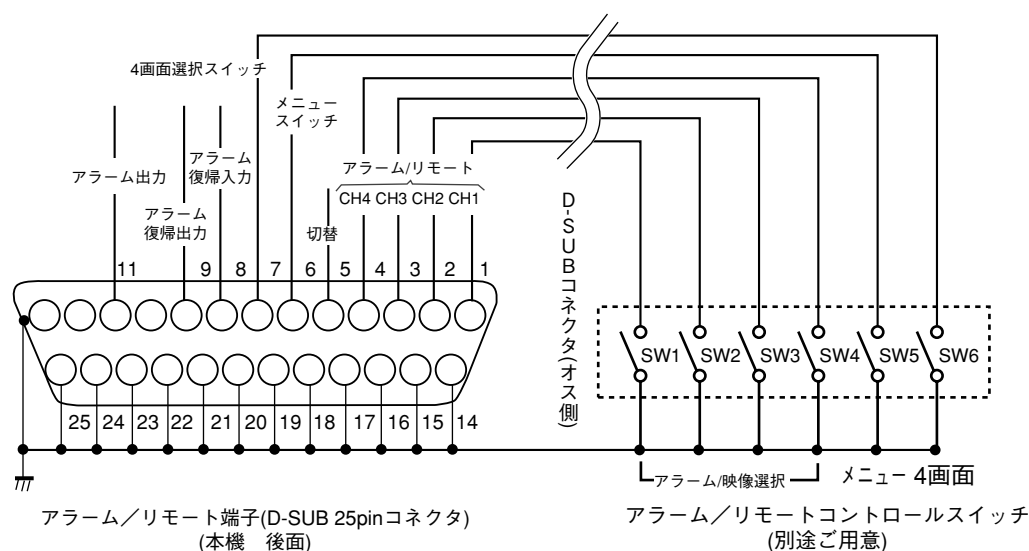 4画面選択スイッチ
メニュー
スイッチ
アラーム出力
アラーム
復帰入力
アラーム
復帰出力
アラーム/リモート
CH4 CH3 CH2 CH1
切替
11 9 8 7 6 5 4 3 2 1
D-SUBコネクタ(オス側)
SW1 SW2 SW3 SW4 SW5 SW6
25 24 23 22 21 20 19 18 17 16 15 14
アラーム/映像選択
メニュー 4画面
アラーム／リモート端子(D-SUB 25pinコネクタ)
(本機　後面)
アラーム／リモートコントロールスイッチ
(別途ご用意)